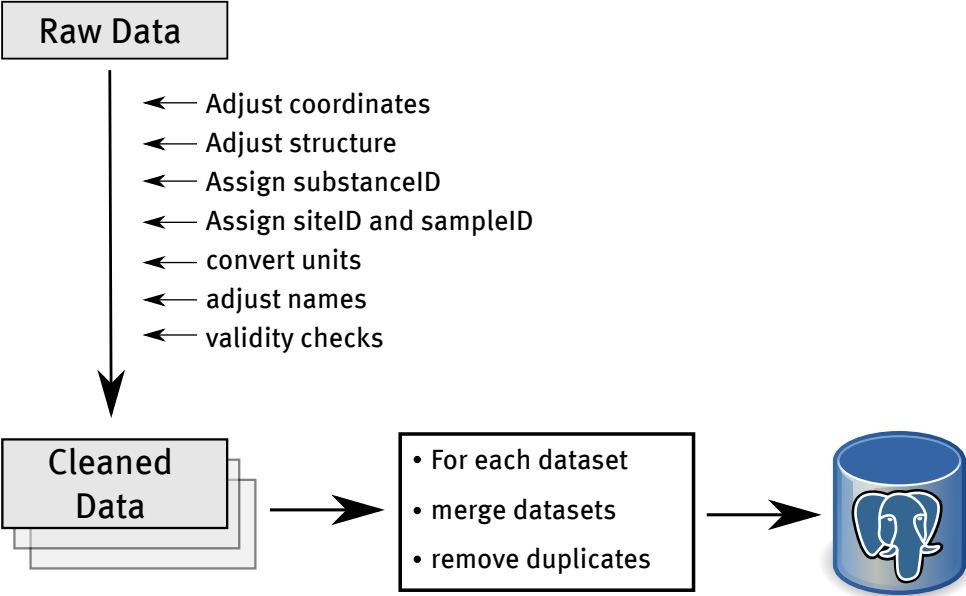 Raw Data
Adjust coordinates
Adjust structure
Assign substanceID
Assign siteID and sampleID
convert units
adjust names
validity checks
Cleaned
Data
• For each dataset
• merge datasets
• remove duplicates